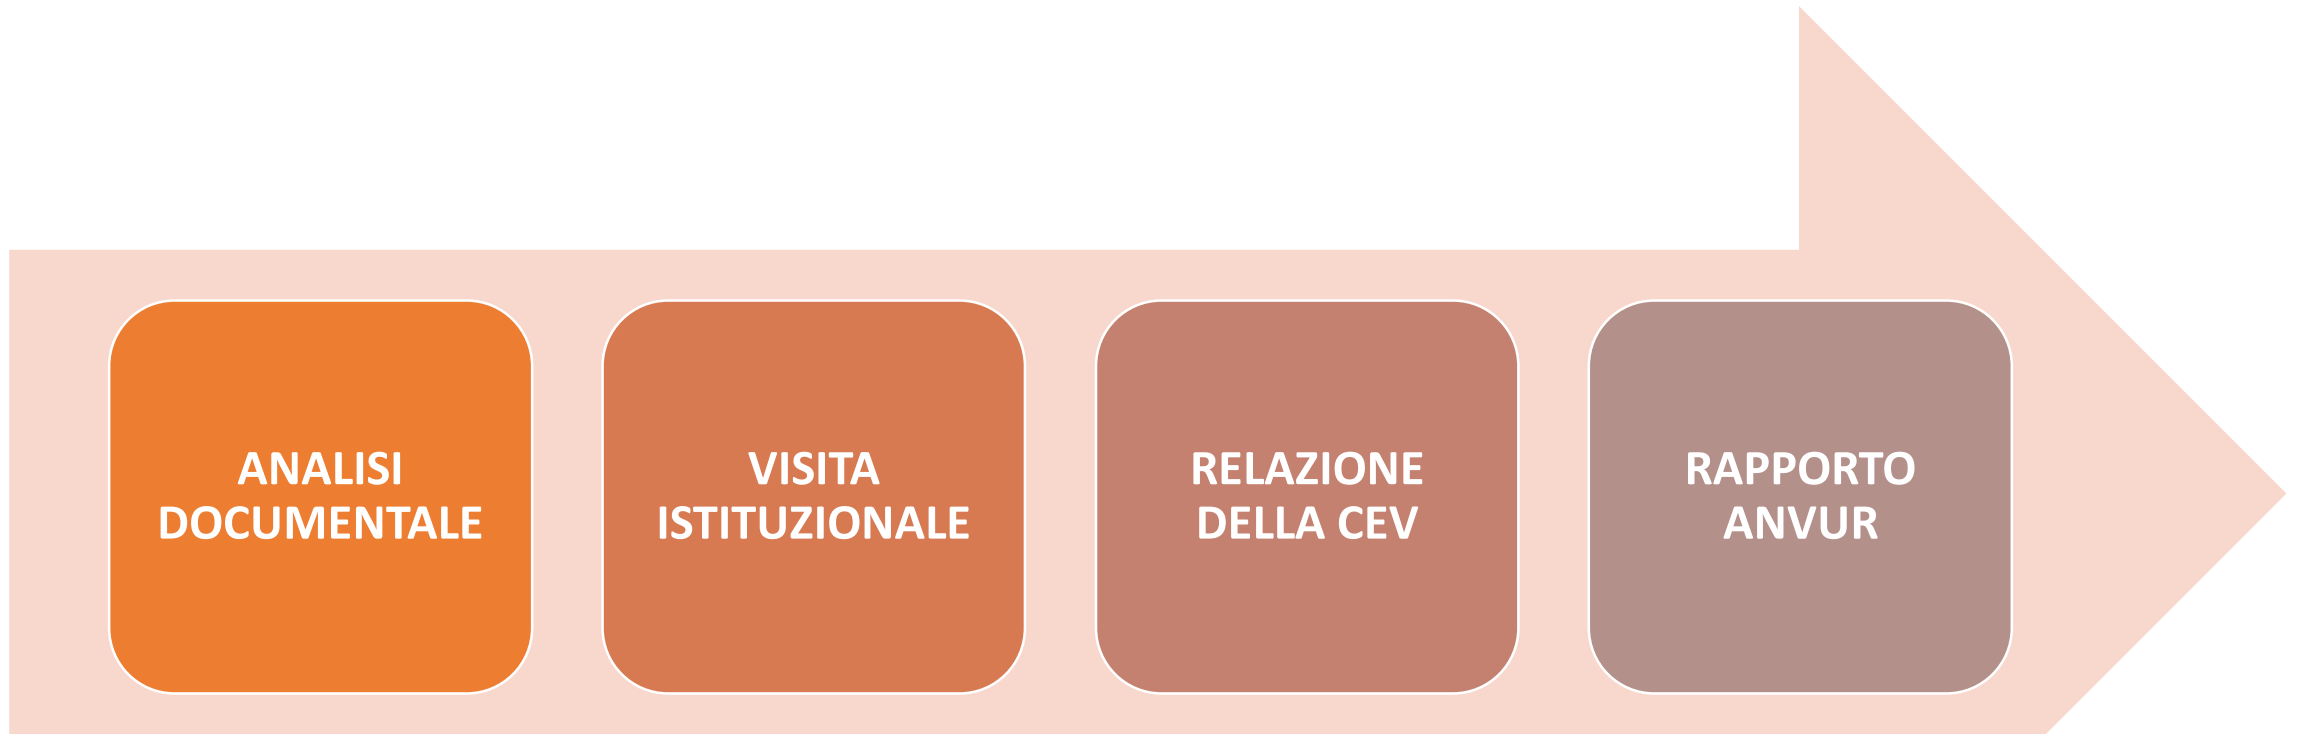 ANALISI
DOCUMENTALE
VISITA
ISTITUZIONALE
RELAZIONE
DELLA CEV
RAPPORTO
ANVUR